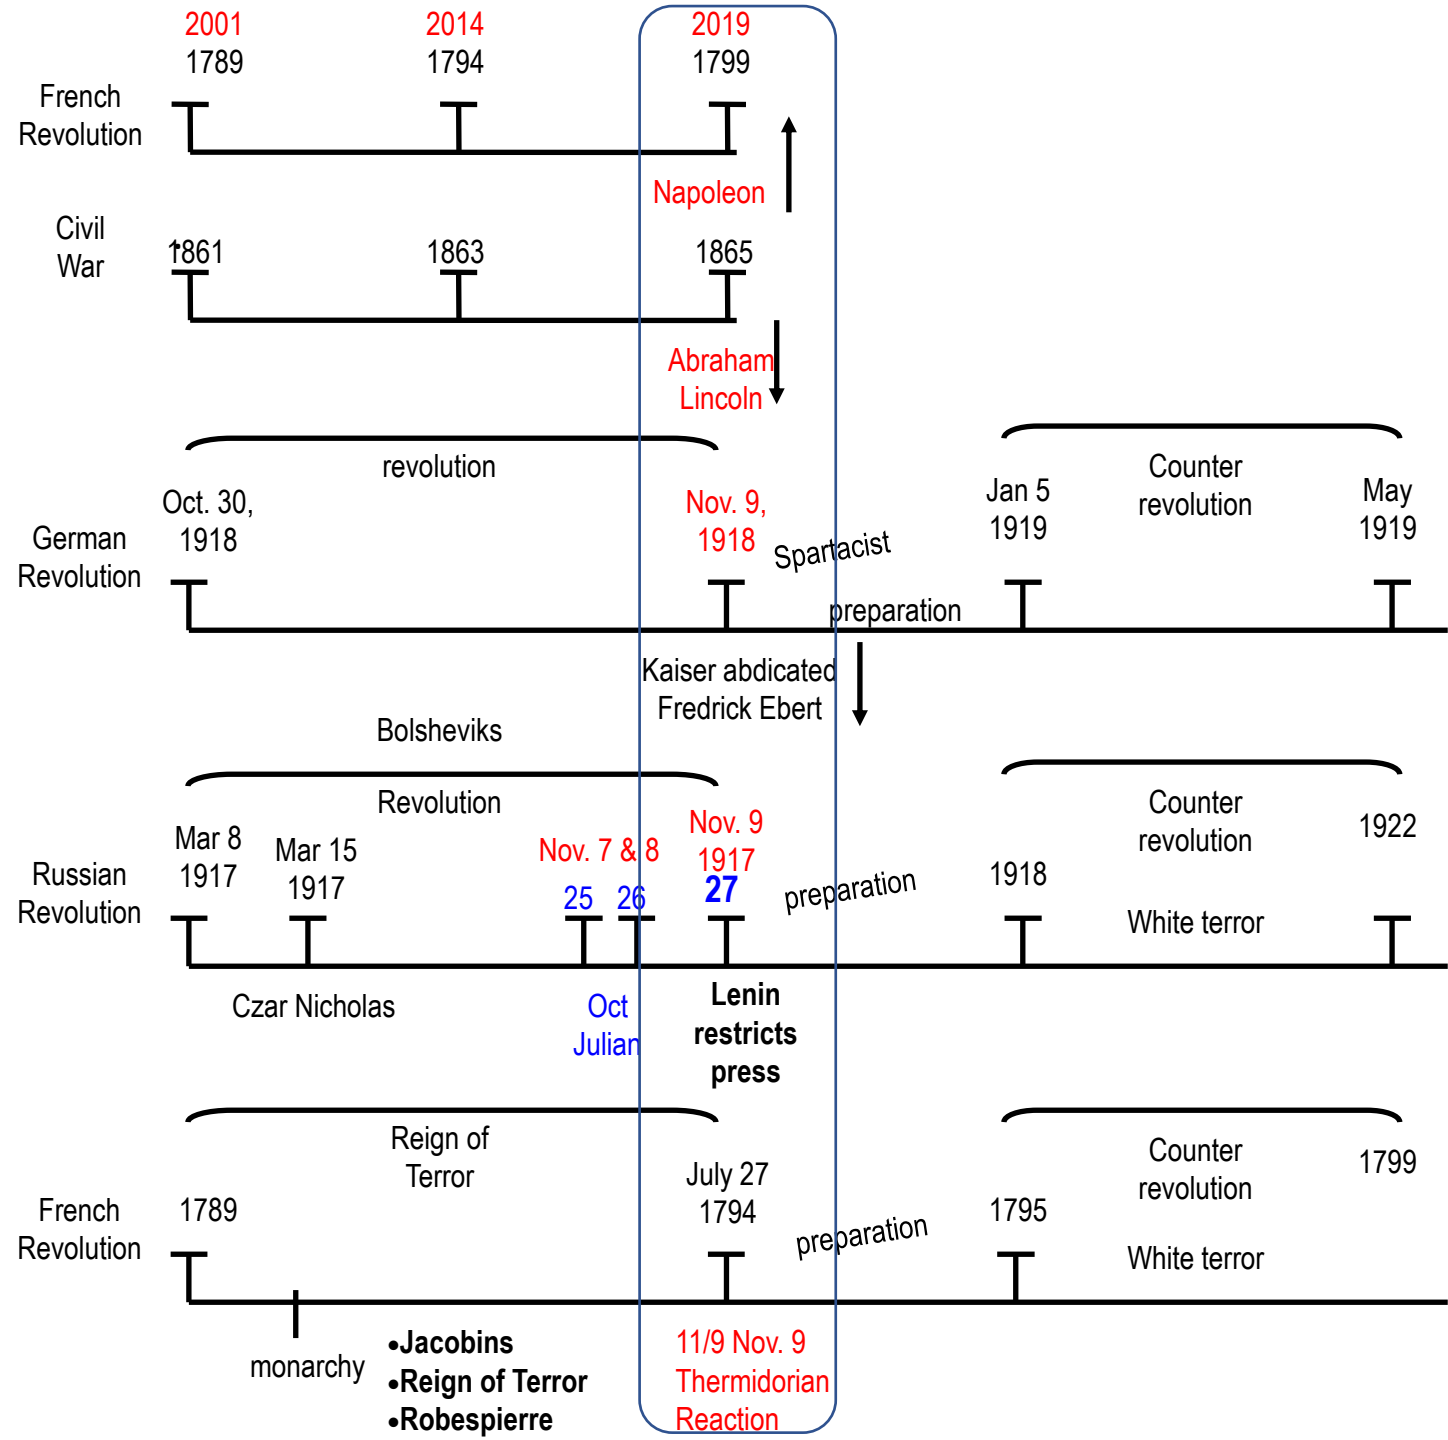 2001 2014 2019
1789 1794 1799
French
Revolution
Napoleon
Civil
War
1861 1863 1865
Abraham
Lincoln
revolution
Counter
revolution
Oct. 30,
1918
Nov. 9,
1918
Spartacist
preparation
Jan 5
1919
May
1919
German
Revolution
Kaiser abdicated
Fredrick Ebert
Bolsheviks
Revolution
Counter
revolution
Mar 8
1917
Mar 15
1917
Nov. 7 & 8
25 26
Nov. 9
1917
27
preparation
1918
1922
White terror
Russian
Revolution
Czar Nicholas
Oct
Julian
Lenin
restricts
press
Reign of
Terror
Counter
revolution
1789
July 27
1794
preparation
1795
1799
White terror
French
Revolution
monarchy
•Jacobins
•Reign of Terror
•Robespierre
11/9 Nov. 9
Thermidorian
Reaction